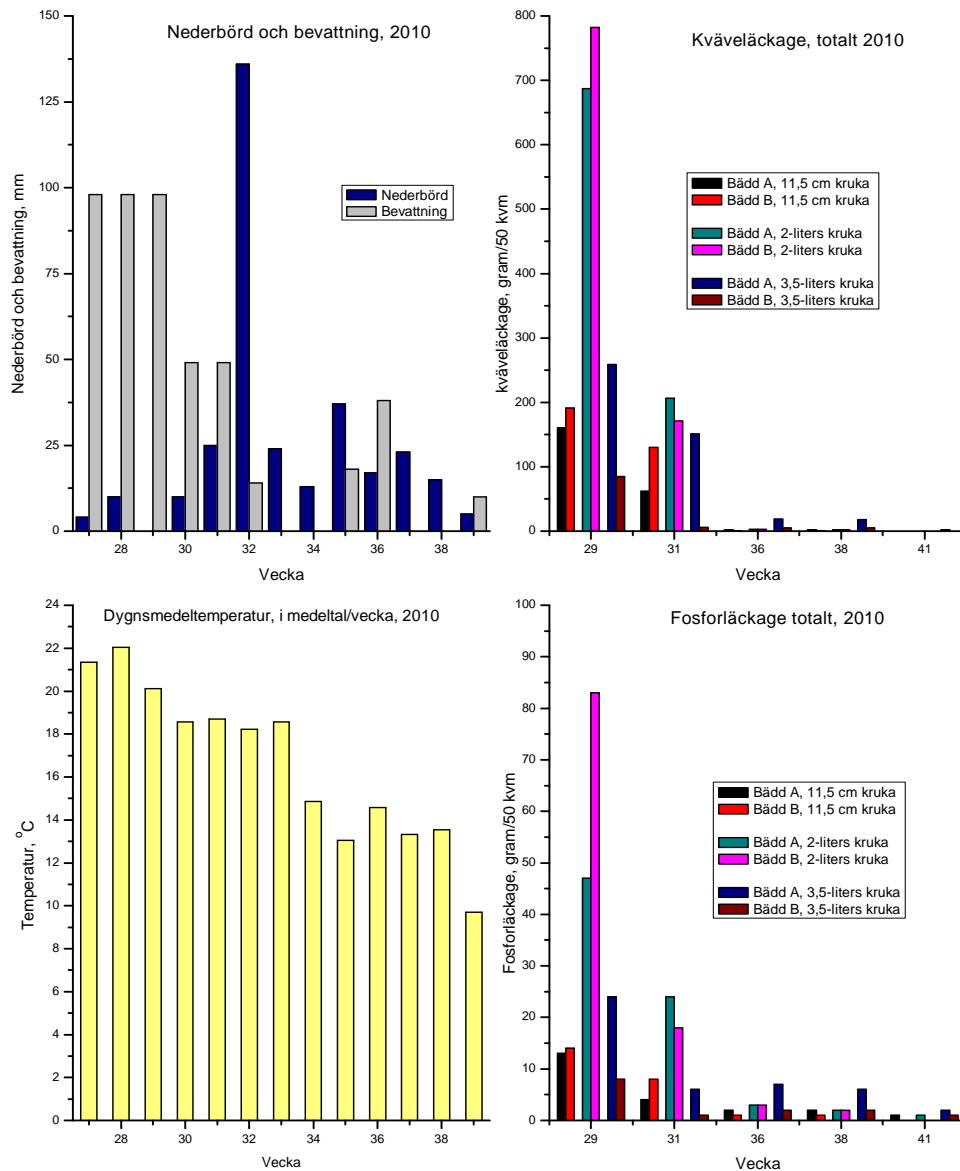 Nederbörd och bevattning, 2010
Nederbörd och bevattning, mm
150
125
100
75
50
25
0
Nederbörd
Bevattning
28 30 32 34 36 38
Vecka
Kväveläckage, totalt 2010
kväveläckage, gram/50 kvm
800
700
600
500
400
300
200
100
0
Bädd A, 11,5 cm kruka
Bädd B, 11,5 cm kruka
Bädd A, 2-liters kruka
Bädd B, 2-liters kruka
Bädd A, 3,5-liters kruka
Bädd B, 3,5-liters kruka
29 31 36 38 41
Vecka
Dygnsmedeltemperatur, i medeltal/vecka, 2010
Temperatur, °C
24
22
20
18
16
14
12
10
8
6
4
2
0
28 30 32 34 36 38
Vecka
Fosforläckage totalt, 2010
Fosforläckage, gram/50 kvm
100
90
80
70
60
50
40
30
20
10
0
Bädd A, 11,5 cm kruka
Bädd B, 11,5 cm kruka
Bädd A, 2-liters kruka
Bädd B, 2-liters kruka
Bädd A, 3,5-liters kruka
Bädd B, 3,5-liters kruka
29 31 36 38 41
Vecka